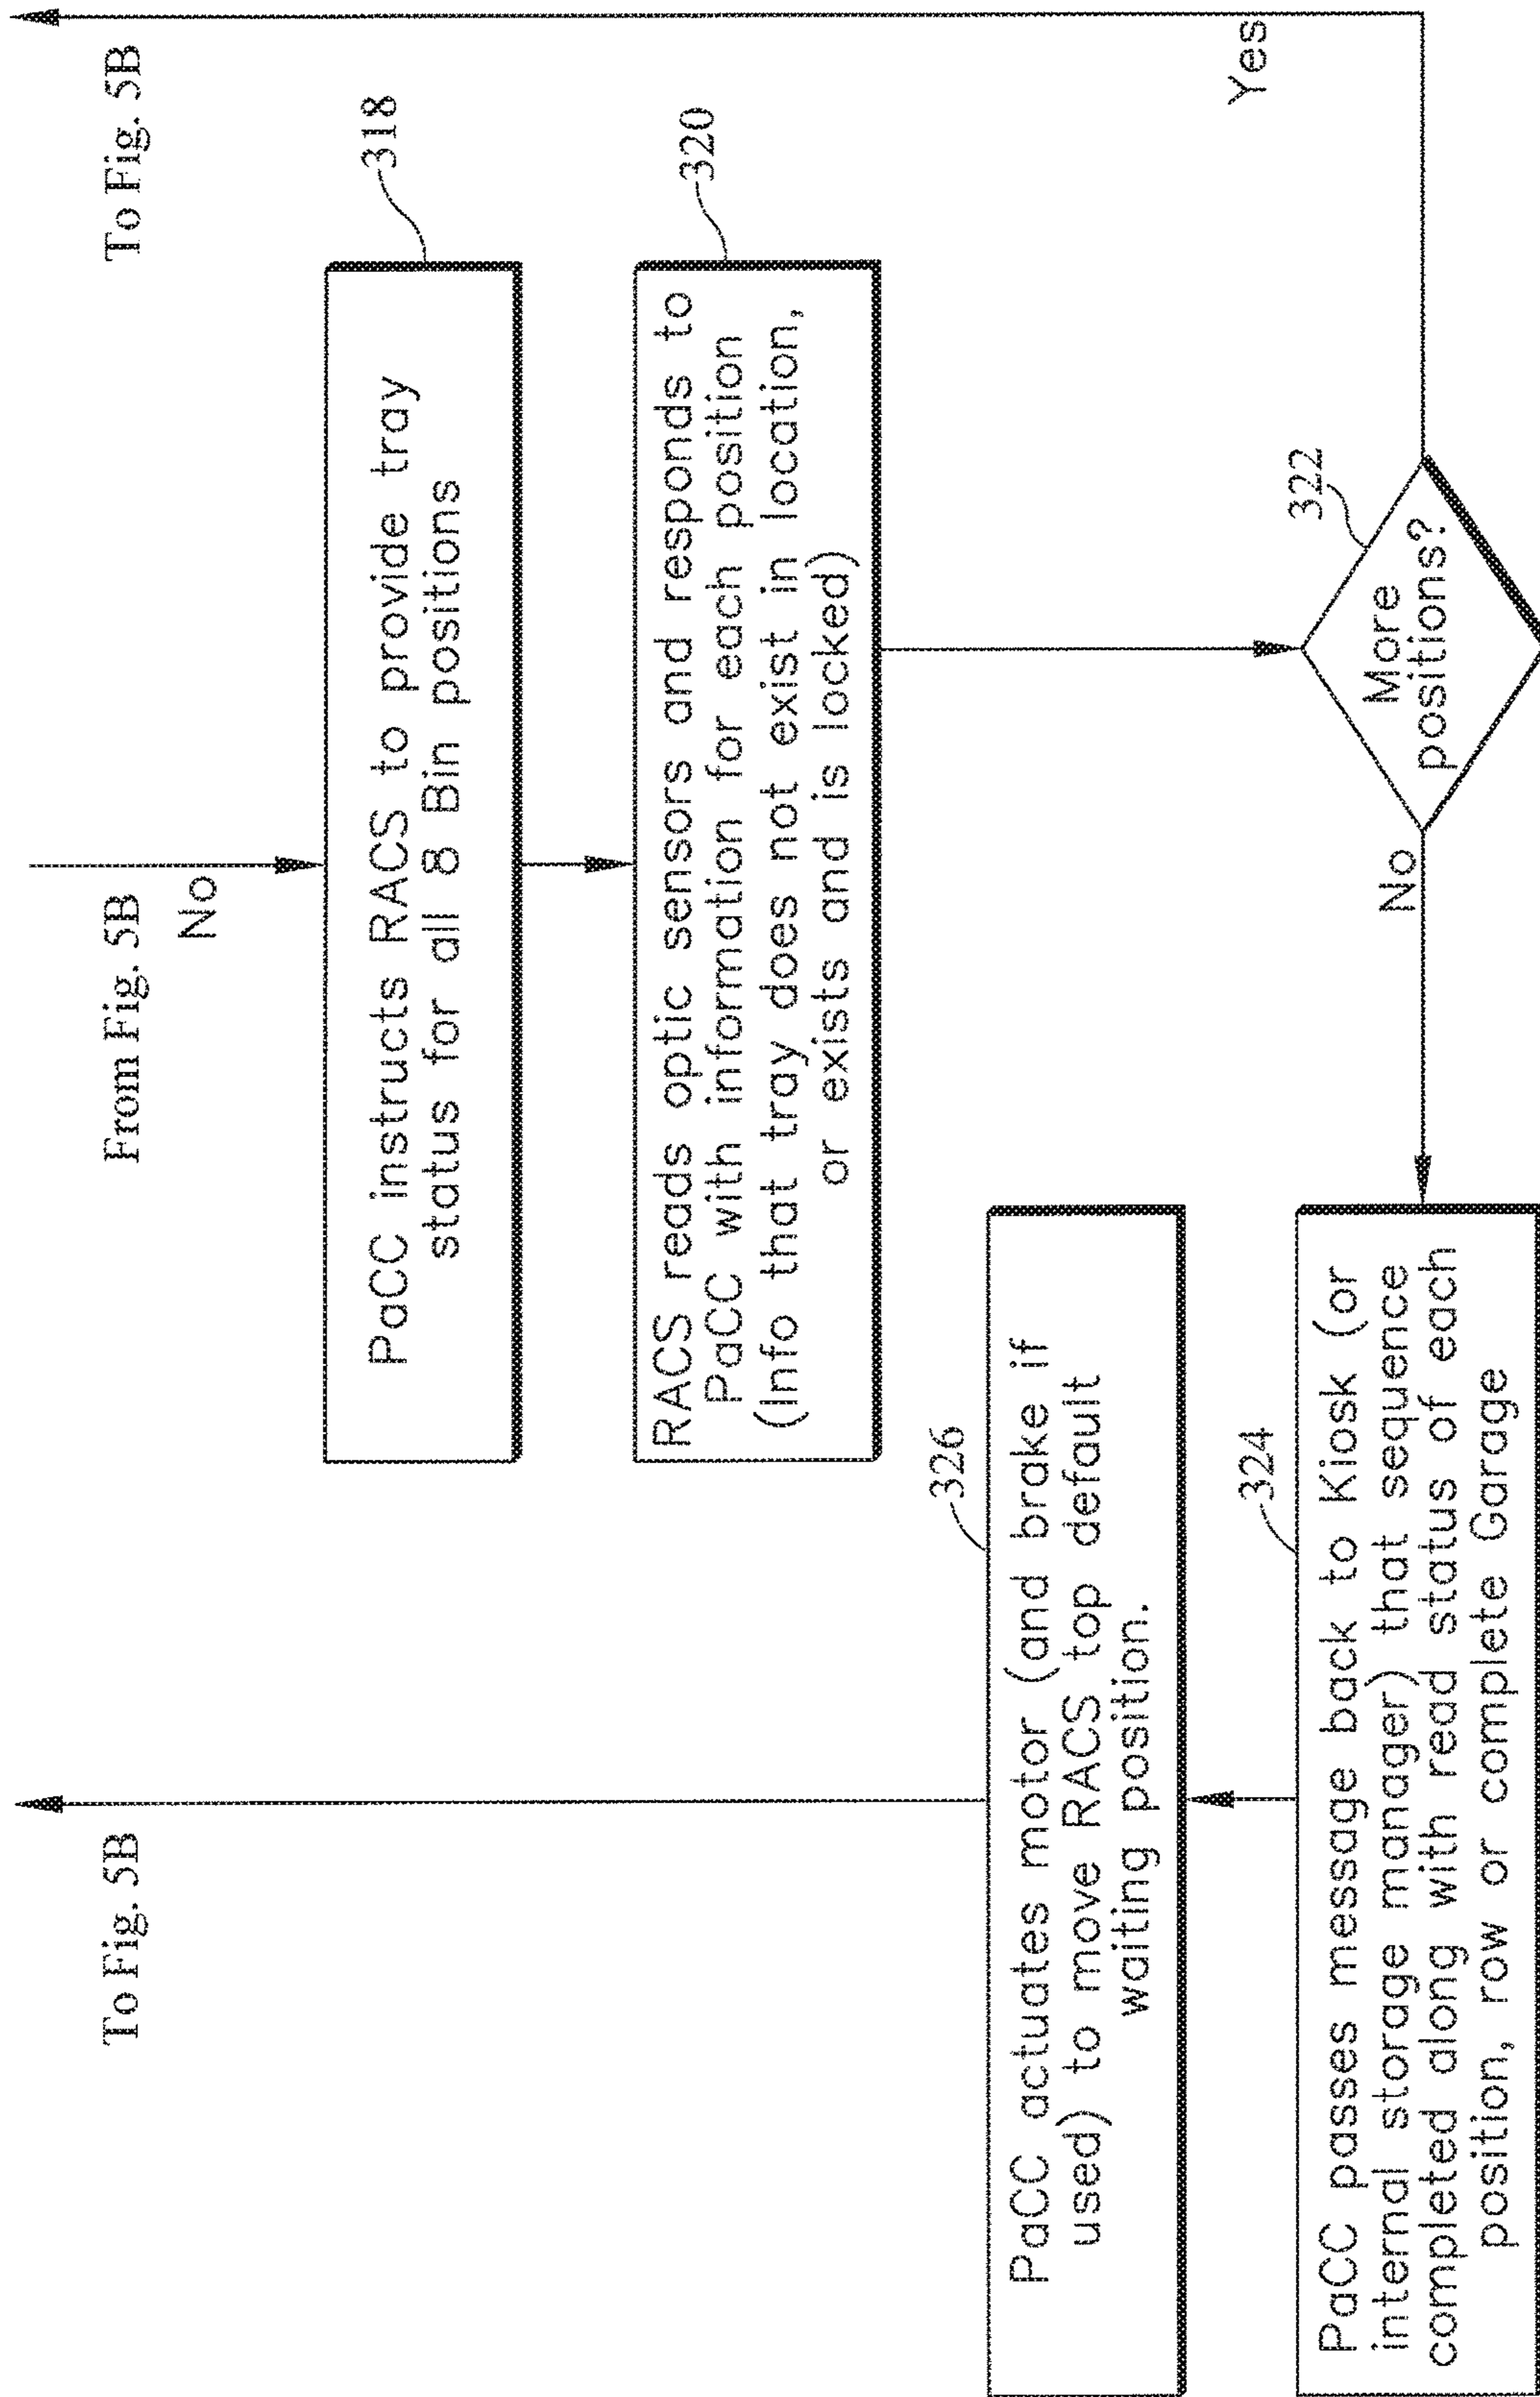 To Fig. 5B
From Fig. 5B
To Fig. 5B
No
PaCC instructs RACS to provide tray
status for all 8 Bin positions
318
RACS reads optic sensors and responds to
PaCC with information for each position
(Info that tray does not exist in location,
or exists and is locked)
320
More
positions?
322
Yes
No
PaCC passes message back to Kiosk (or
internal storage manager) that sequence
completed along with read status of each
position, row or complete Garage
324
PaCC actuates motor (and brake if
used) to move RACS top default
waiting position.
326